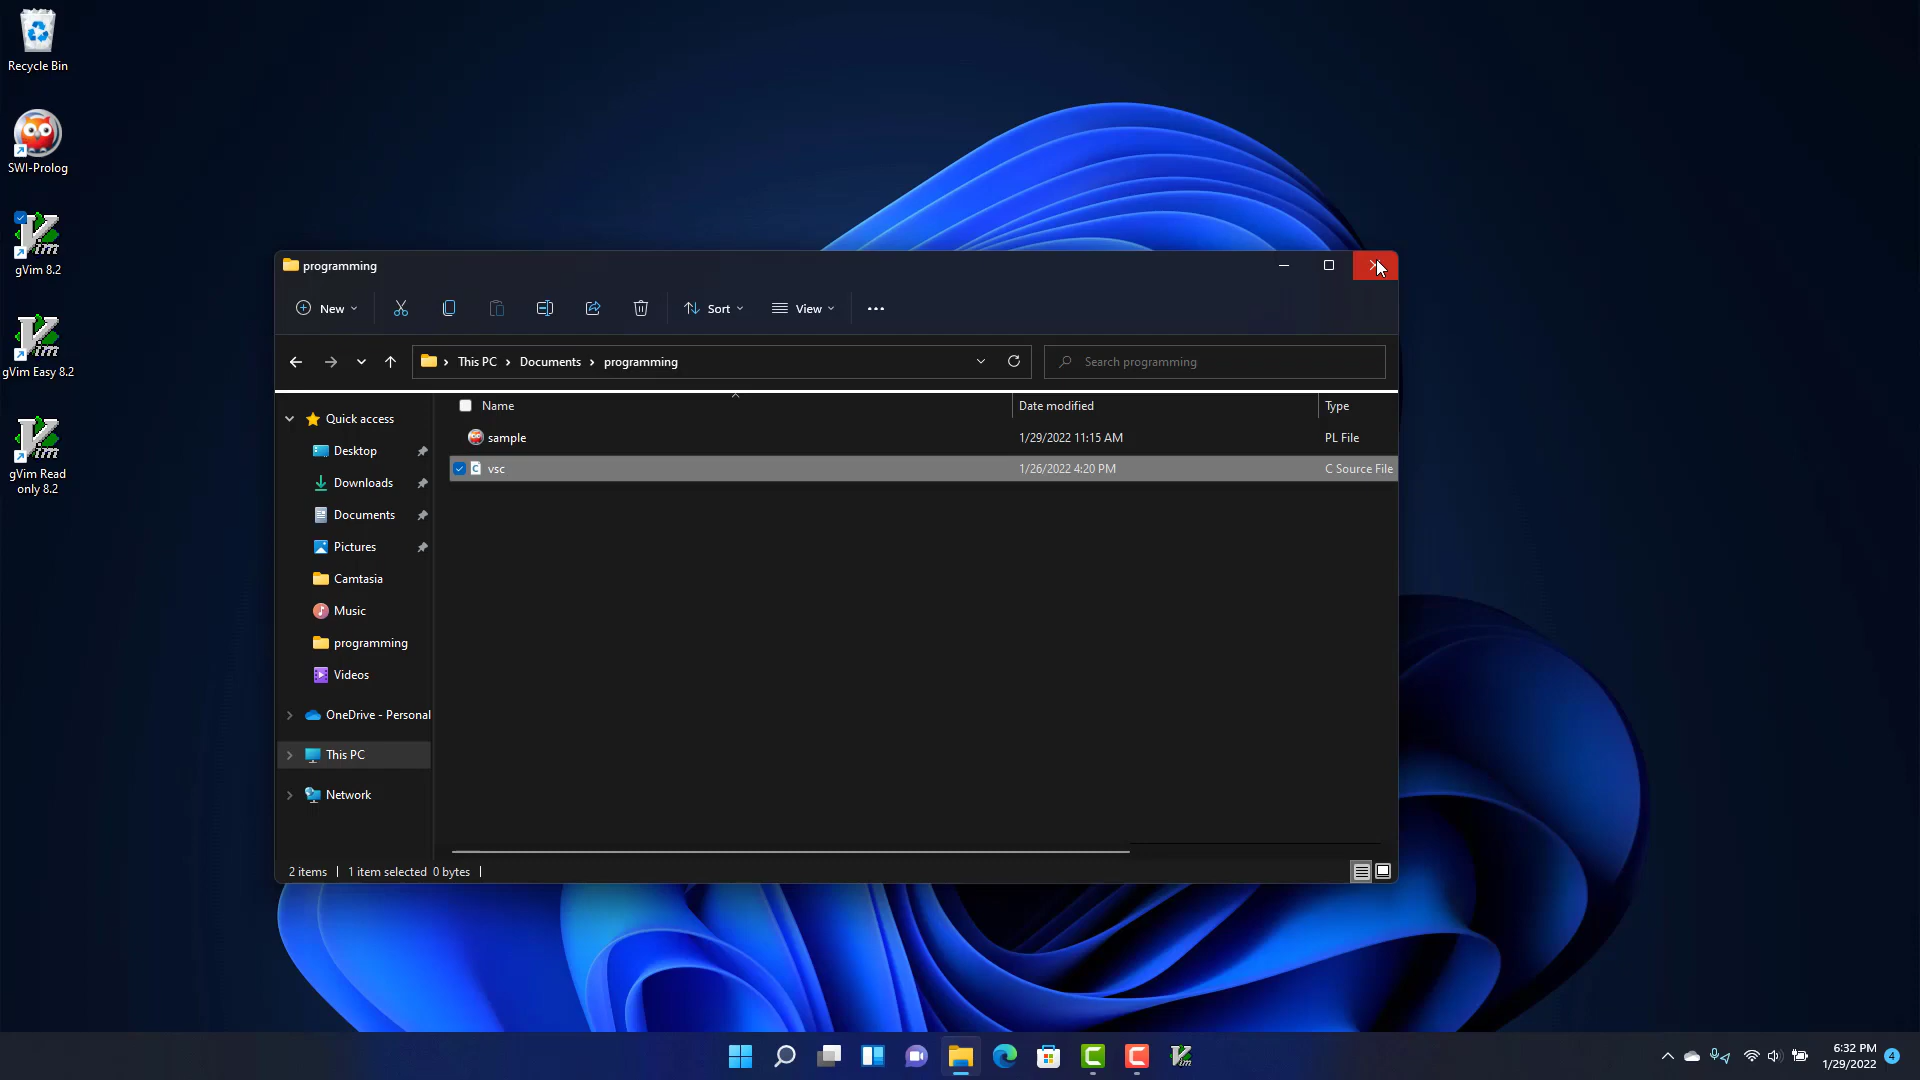 Recycle Bin
SWI-Prolog
gVim 8.2
gVim Easy 8.2
gVim Read
only 8.2
programming
New
Sort
View
This PC
Documents
programming
Search programming
Quick access
Desktop
Downloads
Documents
Pictures
Camtasia
Music
programming
Videos
OneDrive - Personal
This PC
Network
Name Date modified Type
sample 1/29/2022 11:15 AM PL File
vsc 1/26/2022 4:20 PM C Source File
2 items 1 item selected 0 bytes
6:32 PM
1/29/2022
4